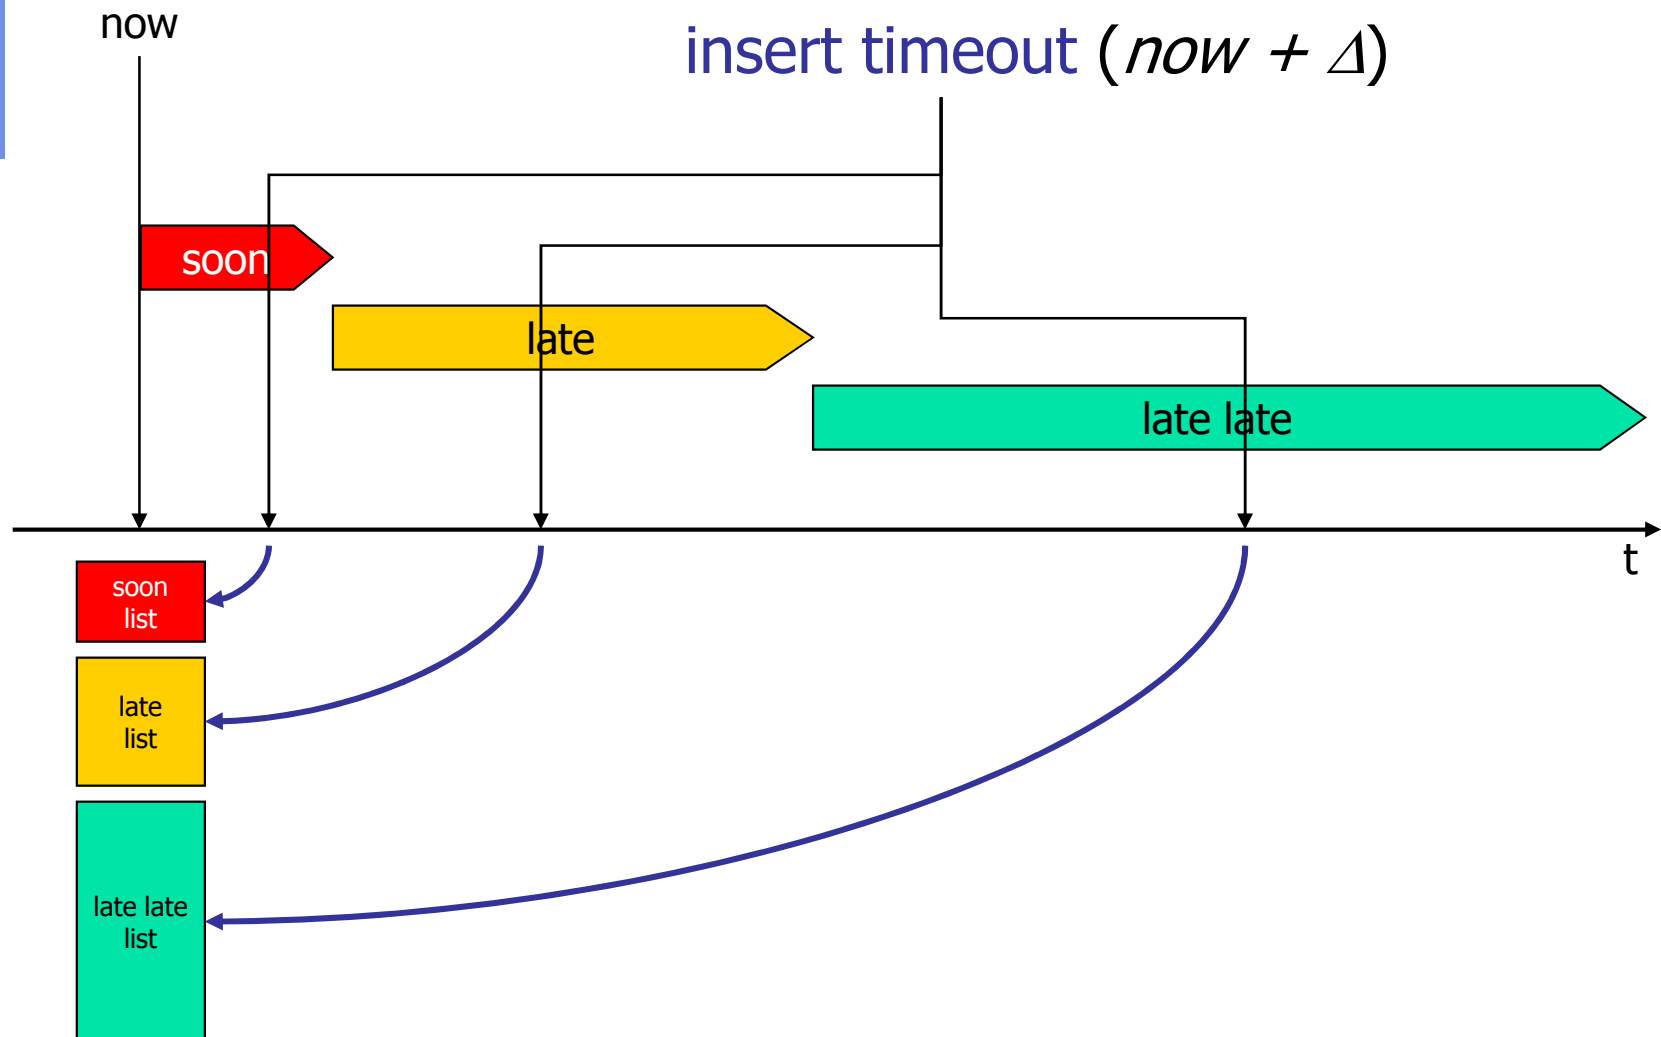 now
insert timeout (now + Δ)
soon
late
late late
t
soon
list
late
list
late late
list